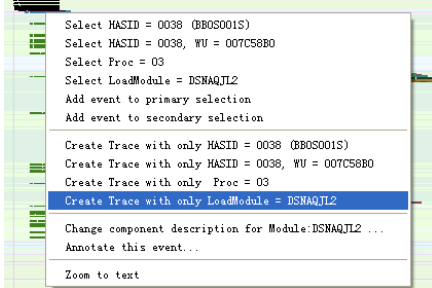 Select HASID = 0038 (BBOS001S)
Select HASID = 0038, WU = 007C58B0
Select Proc = 03
Select LoadModule = DSNAQJL2
Add event to primary selection
Add event to secondary selection
Create Trace with only HASID = 0038 (BBOS001S)
Create Trace with only HASID = 0038, WU = 007C58B0
Create Trace with only  Proc = 03
Create Trace with only LoadModule = DSNAQJL2
Change component description for Module:DSNAQJL2 ...
Annotate this event...
Zoom to text